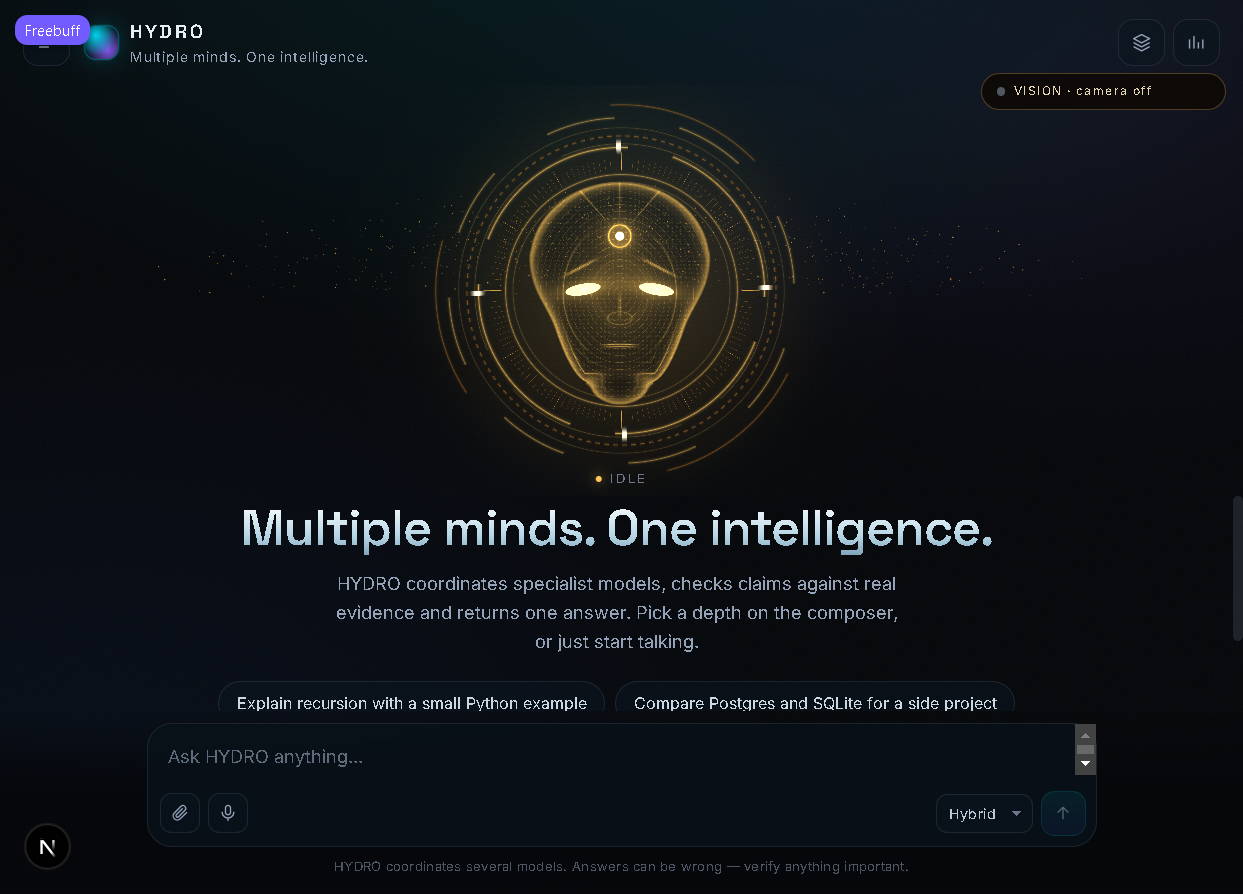 Freebuff
HYDRO
Multiple minds. One intelligence.
VISION · camera off
IDLE
Multiple minds. One intelligence.
HYDRO coordinates specialist models, checks claims against real
evidence and returns one answer. Pick a depth on the composer,
or just start talking.
Explain recursion with a small Python example
Compare Postgres and SQLite for a side project
Ask HYDRO anything...
Hybrid
N
HYDRO coordinates several models. Answers can be wrong — verify anything important.